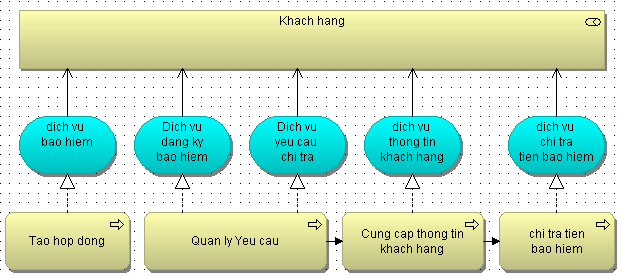 Khach hang
dich vu
bao hiem
Dich vu
dang ky
bao hiem
Dich vu
yeu cau
chi tra
dich vu
thong tin
khach hang
dich vu
chi tra
tien bao hiem
Tao hop dong
Quan ly Yeu cau
Cung cap thong tin
khach hang
chi tra tien
bao hiem